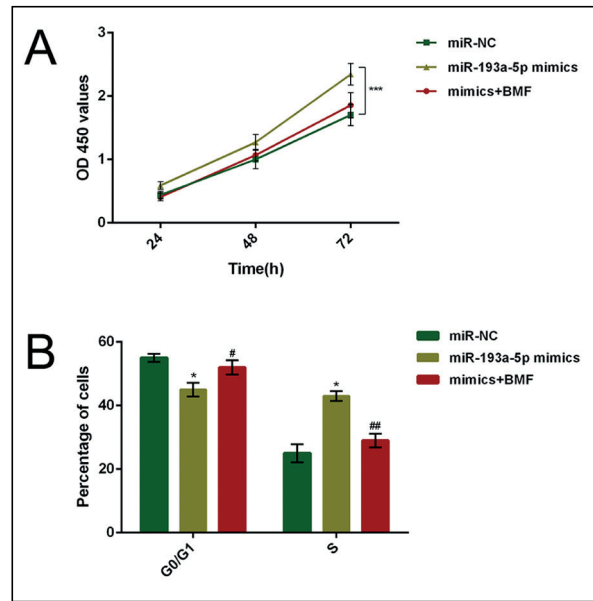 A
miR-NC
miR-193a-5p mimics
mimics+BMF
OD 450 values
3
2
1
0
***
24
48
72
Time(h)
B
miR-NC
miR-193a-5p mimics
mimics+BMF
Percentage of cells
60
40
20
0
*
#
*
##
G0/G1
S